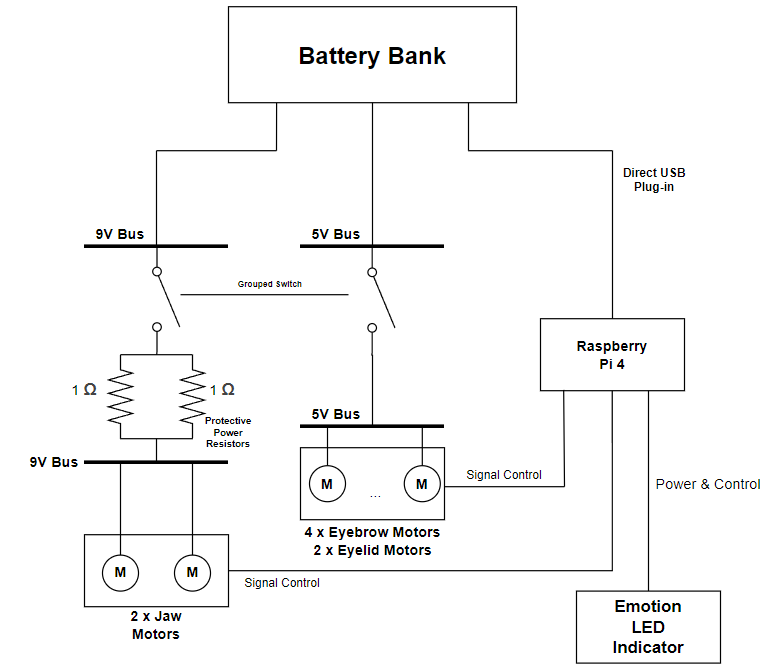 Battery Bank
Direct USB
Plug-in
9V Bus
5V Bus
Grouped Switch
Raspberry
Pi 4
1 Ω
1 Ω
Protective
Power
Resistors
5V Bus
9V Bus
Signal Control
M
...
M
Power & Control
4 x Eyebrow Motors
2 x Eyelid Motors
M
M
Signal Control
2 x Jaw
Motors
Emotion
LED
Indicator